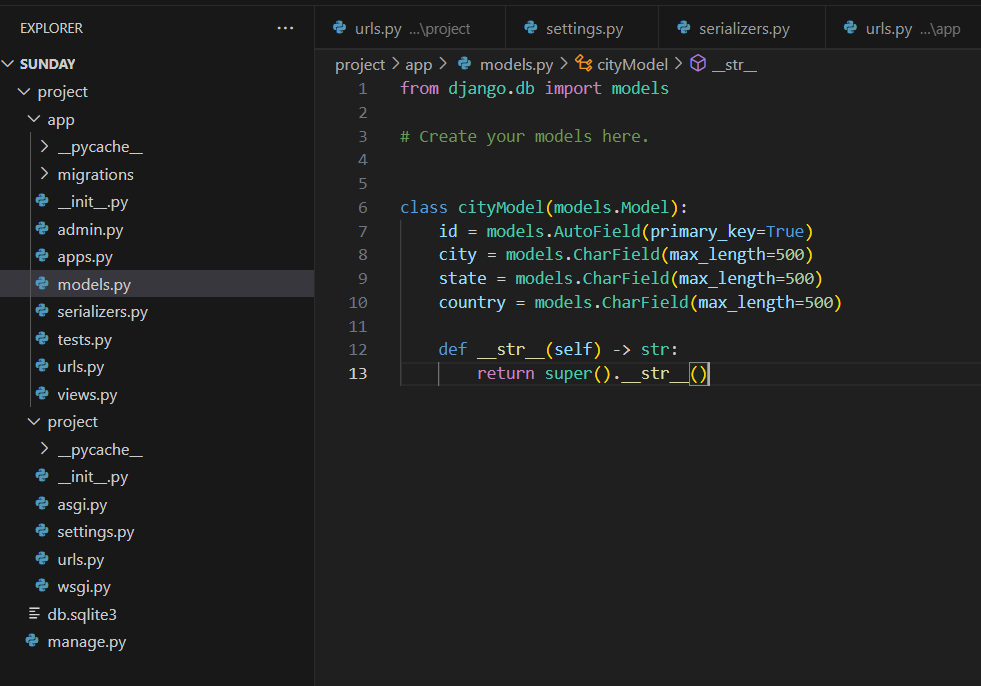 EXPLORER ...
SUNDAY
project
app
__pycache__
migrations
__init__.py
admin.py
apps.py
models.py
serializers.py
tests.py
urls.py
views.py
project
__pycache__
__init__.py
asgi.py
settings.py
urls.py
wsgi.py
db.sqlite3
manage.py
urls.py ...\project settings.py serializers.py urls.py ...\app
project > app > models.py > cityModel > __str__
1 from django.db import models
2
3 # Create your models here.
4
5
6 class cityModel(models.Model):
7 id = models.AutoField(primary_key=True)
8 city = models.CharField(max_length=500)
9 state = models.CharField(max_length=500)
10 country = models.CharField(max_length=500)
11
12 def __str__(self) -> str:
13 return super().__str__()